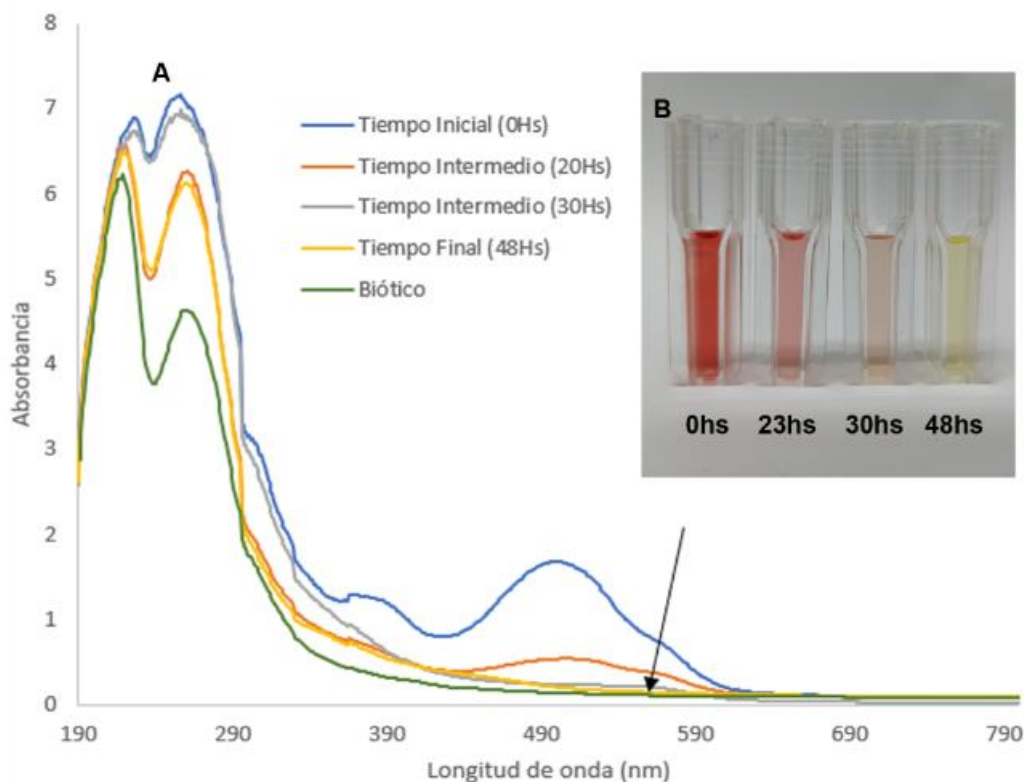 8
7
6
5
4
3
2
1
0
Absorbancia
A
Tiempo Inicial (0Hs)
Tiempo Intermedio (20Hs)
Tiempo Intermedio (30Hs)
Tiempo Final (48Hs)
Biótico
B
0hs 23hs 30hs 48hs
190 290 390 490 590 690 790
Longitud de onda (nm)